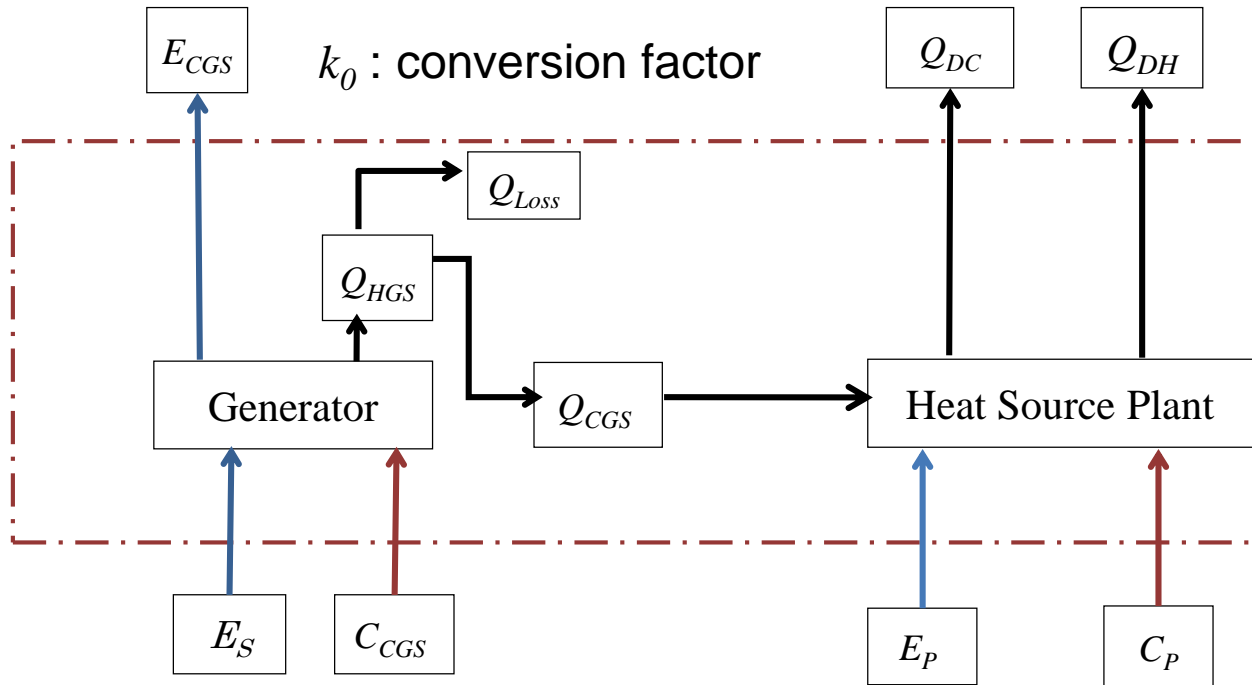 E_CGS
k_0 : conversion factor
Q_DC
Q_DH
Q_Loss
Q_HGS
Generator
Q_CGS
Heat Source Plant
E_S
C_CGS
E_P
C_P